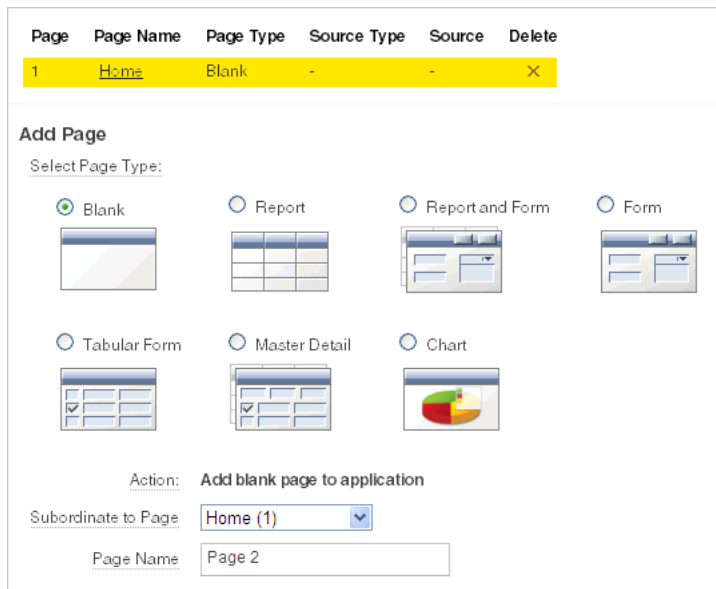 Page Page Name Page Type Source Type Source Delete
1 Home Blank - - ×
Add Page
Select Page Type:
Blank Report Report and Form Form
Tabular Form Master Detail Chart
Action: Add blank page to application
Subordinate to Page Home (1)
Page Name Page 2